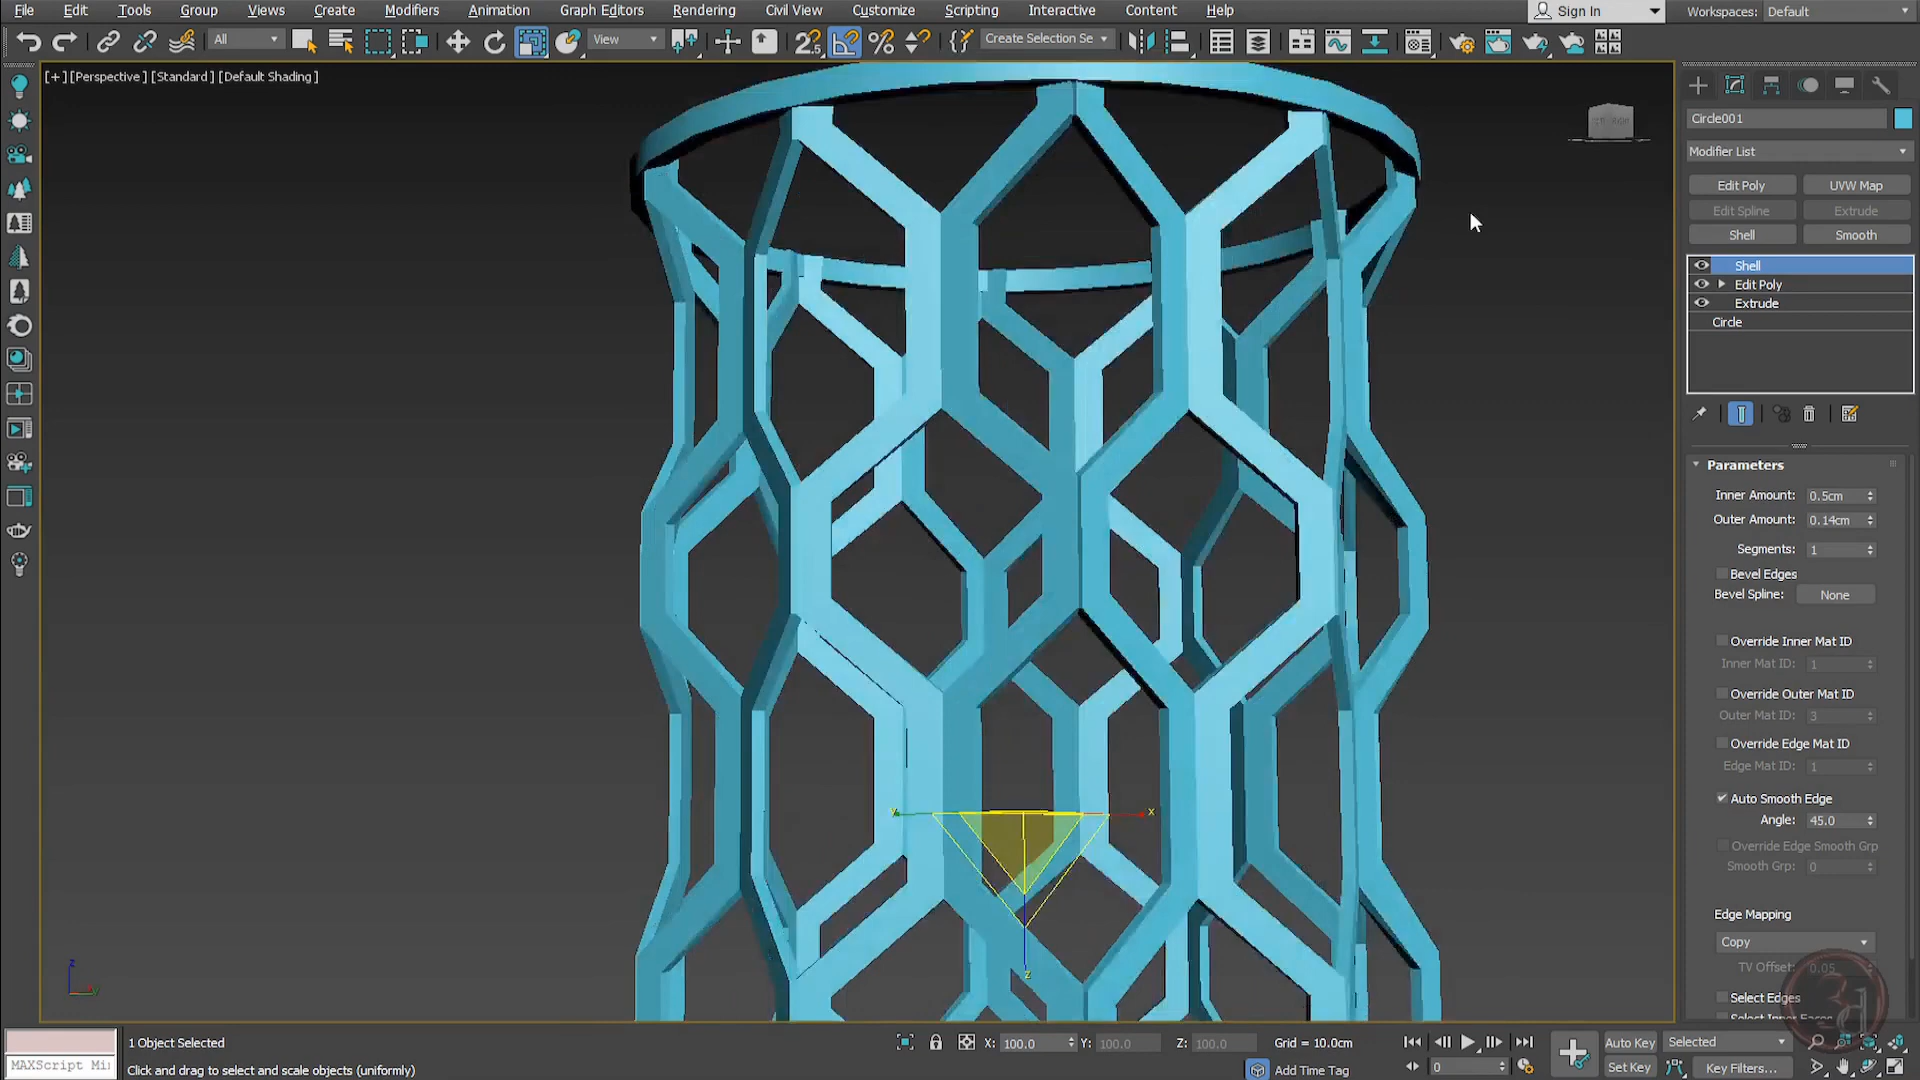 File Edit Tools Group Views Create Modifiers Animation Graph Editors Rendering Civil View Customize Scripting Interactive Content Help Sign In Workspaces: Default
All View Create Selection Se
[+] [Perspective] [Standard] [Default Shading]
Circle001
Modifier List
Edit Poly UVW Map
Edit Spline Extrude
Shell Smooth
Shell
Edit Poly
Extrude
Circle
Parameters
Inner Amount: 0.5cm
Outer Amount: 0.14cm
Segments: 1
Bevel Edges
Bevel Spline: None
Override Inner Mat ID
Inner Mat ID: 1
Override Outer Mat ID
Outer Mat ID: 3
Override Edge Mat ID
Edge Mat ID: 1
Auto Smooth Edge
Angle: 45.0
Override Edge Smooth Grp
Smooth Grp: 0
Edge Mapping
Copy
TV Offset: 0.05
Select Edges
Select Inner Faces
y x
z
z
1 Object Selected X: 100.0 Y: 100.0 Z: 100.0 Grid = 10.0cm Auto Key Selected
MAXScript Mi Click and drag to select and scale objects (uniformly) Add Time Tag 0 Set Key Key Filters...